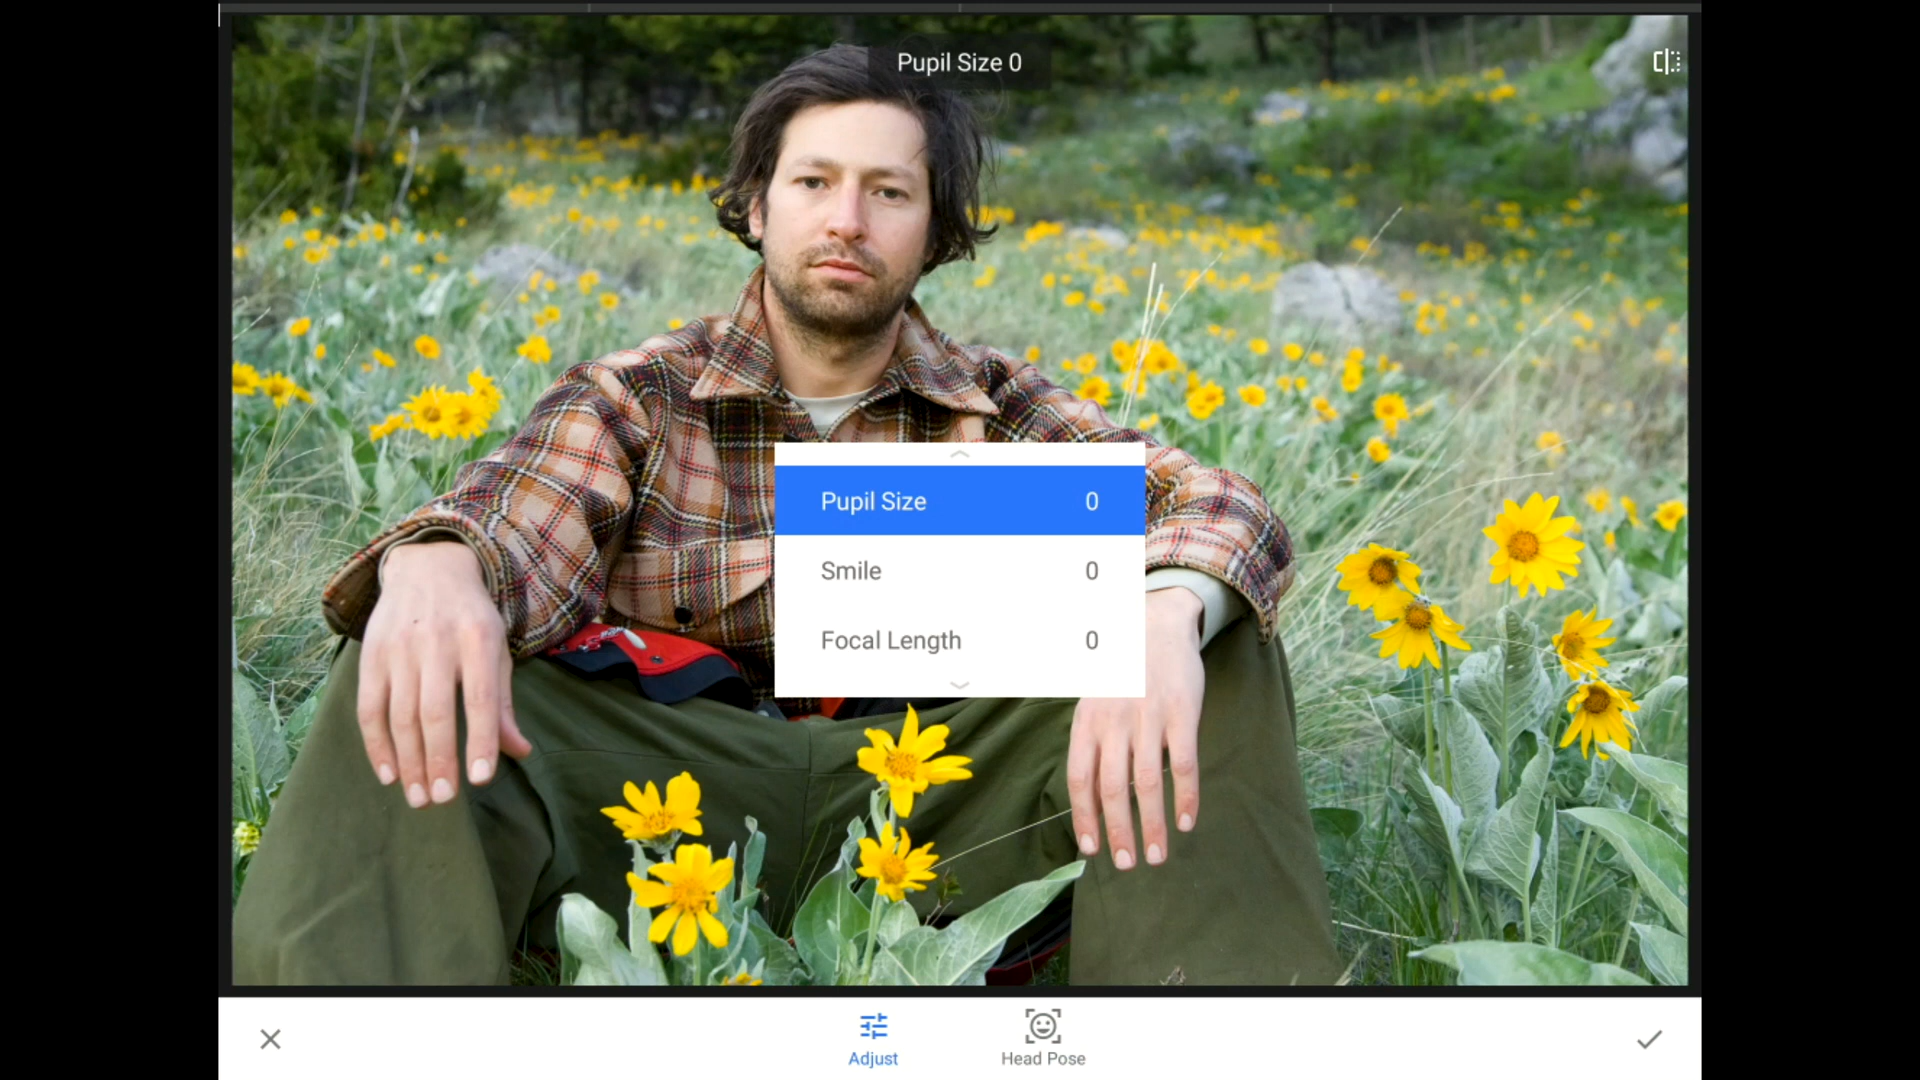 Pupil Size 0
Pupil Size 0
Smile 0
Focal Length 0
Adjust Head Pose